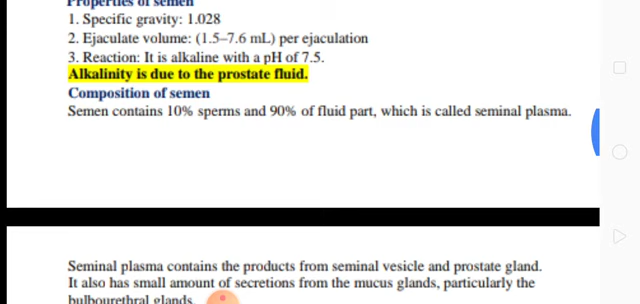 Properties of semen
1. Specific gravity: 1.028
2. Ejaculate volume: (1.5–7.6 mL) per ejaculation
3. Reaction: It is alkaline with a pH of 7.5.
Alkalinity is due to the prostate fluid.
Composition of semen
Semen contains 10% sperms and 90% of fluid part, which is called seminal plasma.
Seminal plasma contains the products from seminal vesicle and prostate gland.
It also has small amount of secretions from the mucus glands, particularly the
bulbourethral glands.